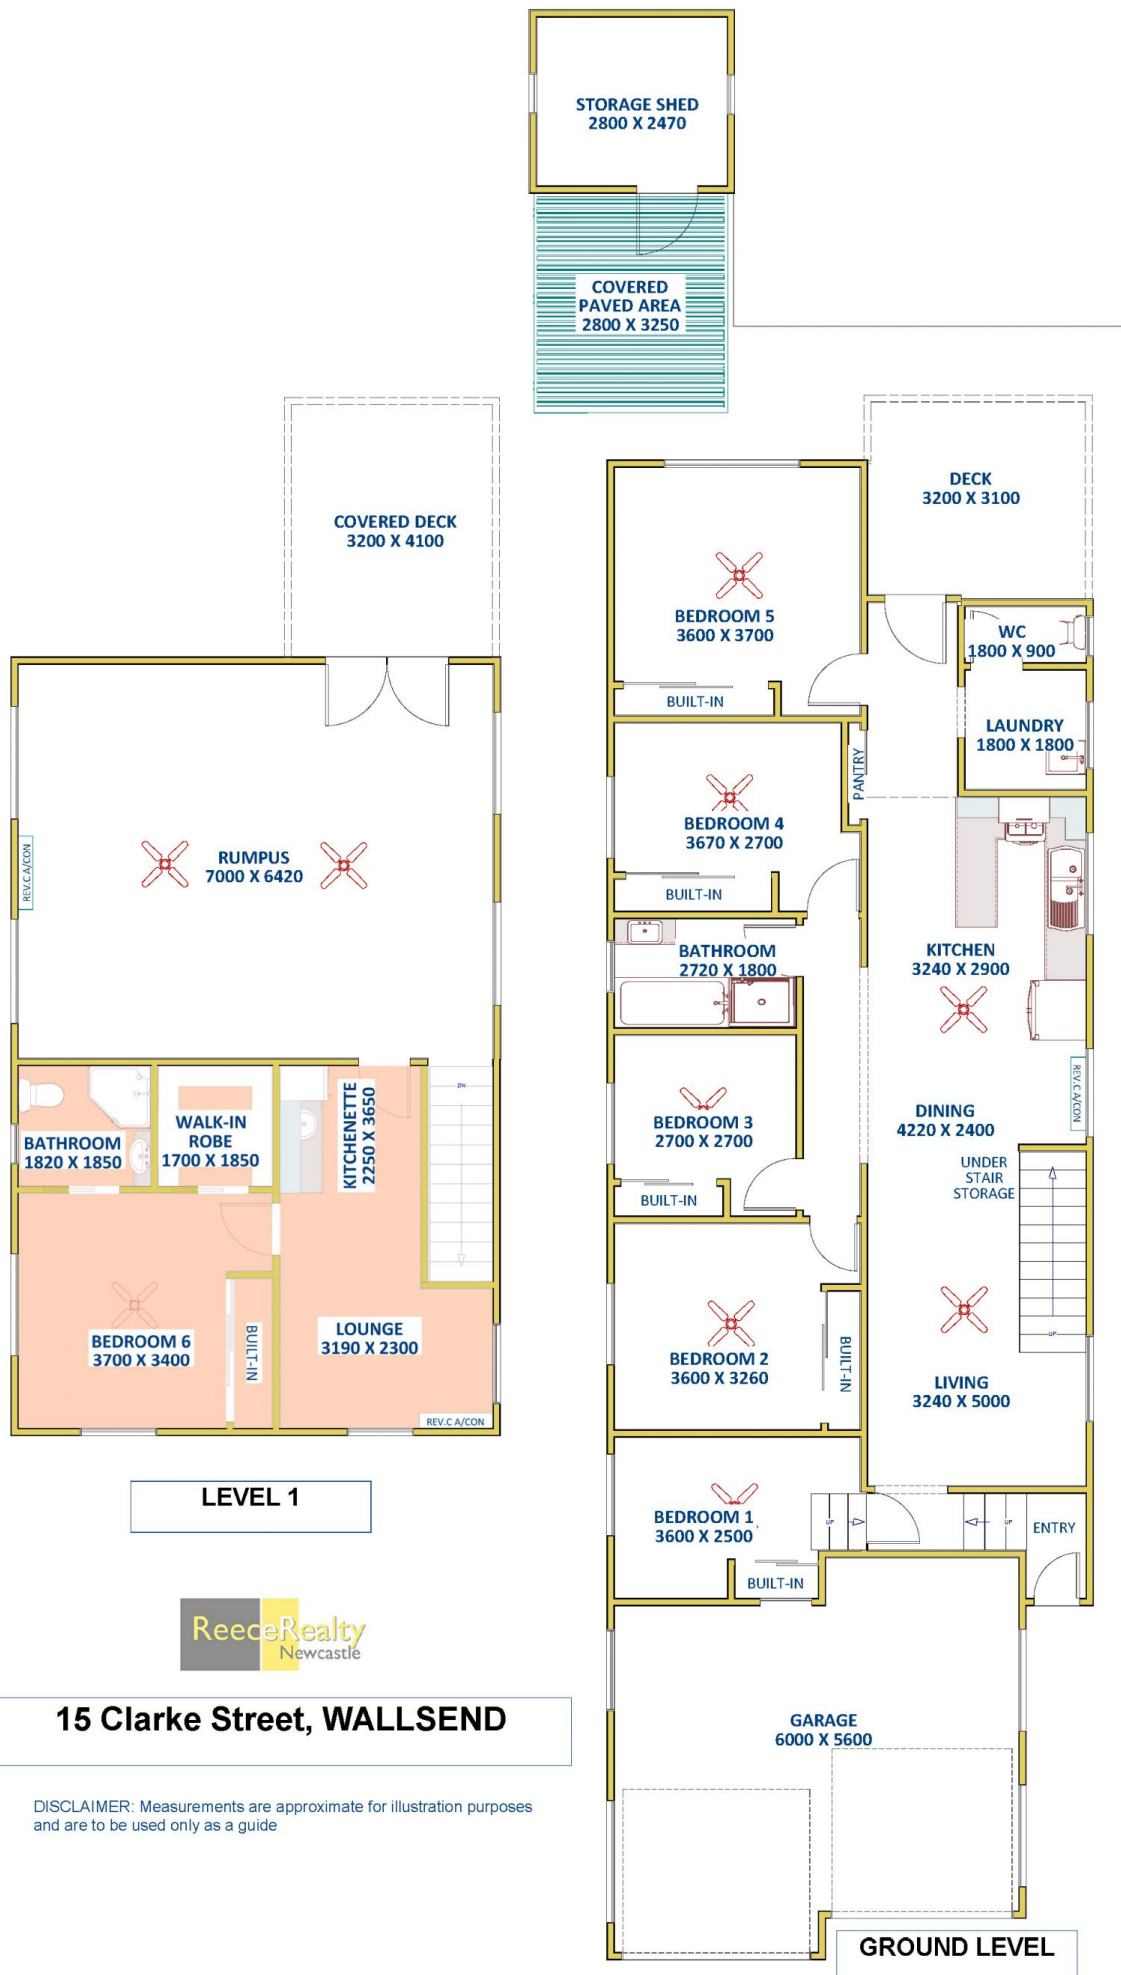 STORAGE SHED
2800 X 2470
COVERED
PAVED AREA
2800 X 3250
COVERED DECK
3200 X 4100
DECK
3200 X 3100
BEDROOM 5
3600 X 3700
BUILT-IN
WC
1800 X 900
LAUNDRY
1800 X 1800
PANTRY
BEDROOM 4
3670 X 2700
BUILT-IN
RUMPUS
7000 X 6420
REV.C A/CON
BATHROOM
2720 X 1800
KITCHEN
3240 X 2900
REV.C A/CON
DINING
4220 X 2400
UNDER
STAIR
STORAGE
BEDROOM 3
2700 X 2700
BUILT-IN
DN
KITCHENETTE
2250 X 3650
WALK-IN
ROBE
1700 X 1850
BATHROOM
1820 X 1850
BEDROOM 6
3700 X 3400
BUILT-IN
LOUNGE
3190 X 2300
REV.C A/CON
BEDROOM 2
3600 X 3260
BUILT-IN
UP
LIVING
3240 X 5000
LEVEL 1
BEDROOM 1
3600 X 2500
UP
UP
ENTRY
BUILT-IN
ReeceRealty
Newcastle
15 Clarke Street, WALLSEND
GARAGE
6000 X 5600
DISCLAIMER: Measurements are approximate for illustration purposes
and are to be used only as a guide
GROUND LEVEL